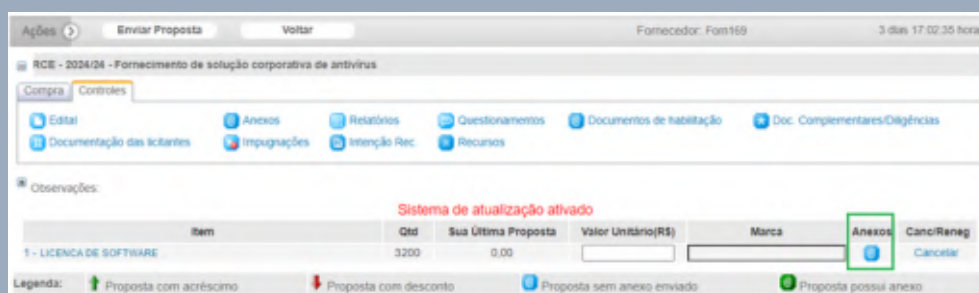 Ações Enviar Proposta Voltar Fornecedor: Forn169 3 dias 17:02:35 hora
RCE - 2024/24 - Fornecimento de solução corporativa de antivírus
Compra Controles
Edital Anexos Relatórios Questionamentos Documentos de habilitação Doc. Complementares/Diligências
Documentação das licitantes Impugnações Intenção Rec. Recursos
Observações:
Sistema de atualização ativado
Item Qtd Sua Última Proposta Valor Unitário(R$) Marca Anexos Canc/Reneg
1 - LICENCA DE SOFTWARE 3200 0,00 Cancelar
Legenda: Proposta com acréscimo Proposta com desconto Proposta sem anexo enviado Proposta possui anexo